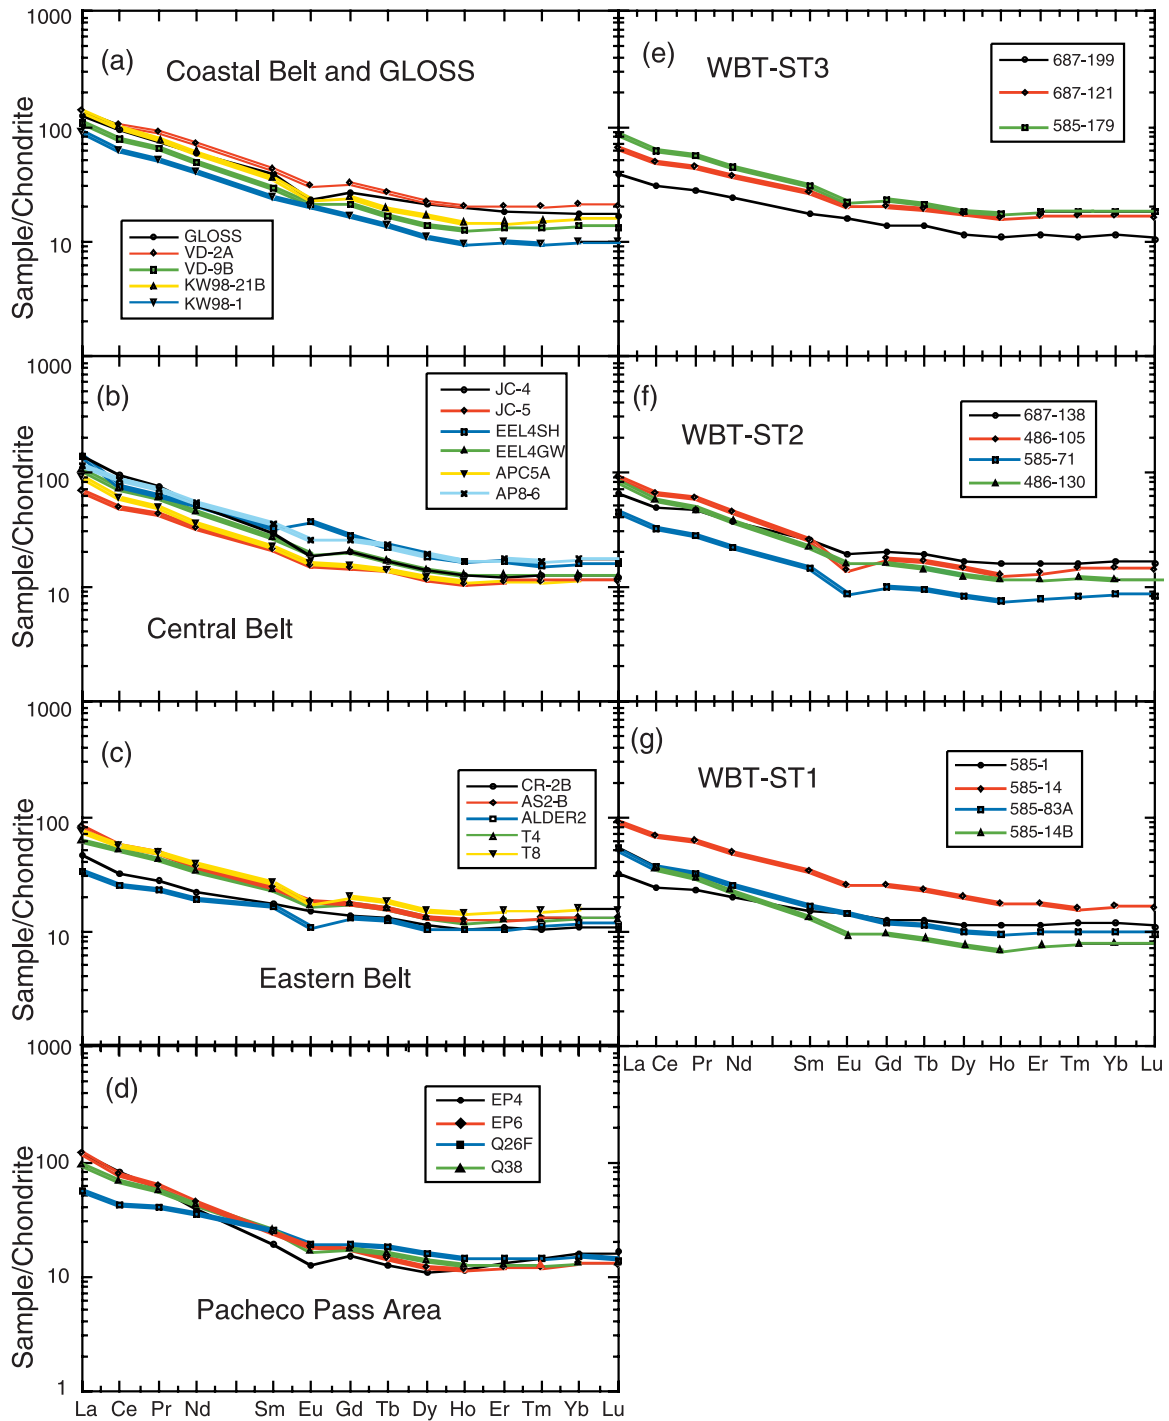 1000
100
10
Sample/Chondrite
(a)
Coastal Belt and GLOSS
GLOSS
VD-2A
VD-9B
KW98-21B
KW98-1
(e)
WBT-ST3
687-199
687-121
585-179
1000
100
10
Sample/Chondrite
(b)
JC-4
JC-5
EEL4SH
EEL4GW
APC5A
AP8-6
Central Belt
(f)
WBT-ST2
687-138
486-105
585-71
486-130
1000
100
10
Sample/Chondrite
(c)
CR-2B
AS2-B
ALDER2
T4
T8
Eastern Belt
(g)
WBT-ST1
585-1
585-14
585-83A
585-14B
La Ce Pr Nd Sm Eu Gd Tb Dy Ho Er Tm Yb Lu
1000
100
10
1
Sample/Chondrite
(d)
EP4
EP6
Q26F
Q38
Pacheco Pass Area
La Ce Pr Nd Sm Eu Gd Tb Dy Ho Er Tm Yb Lu